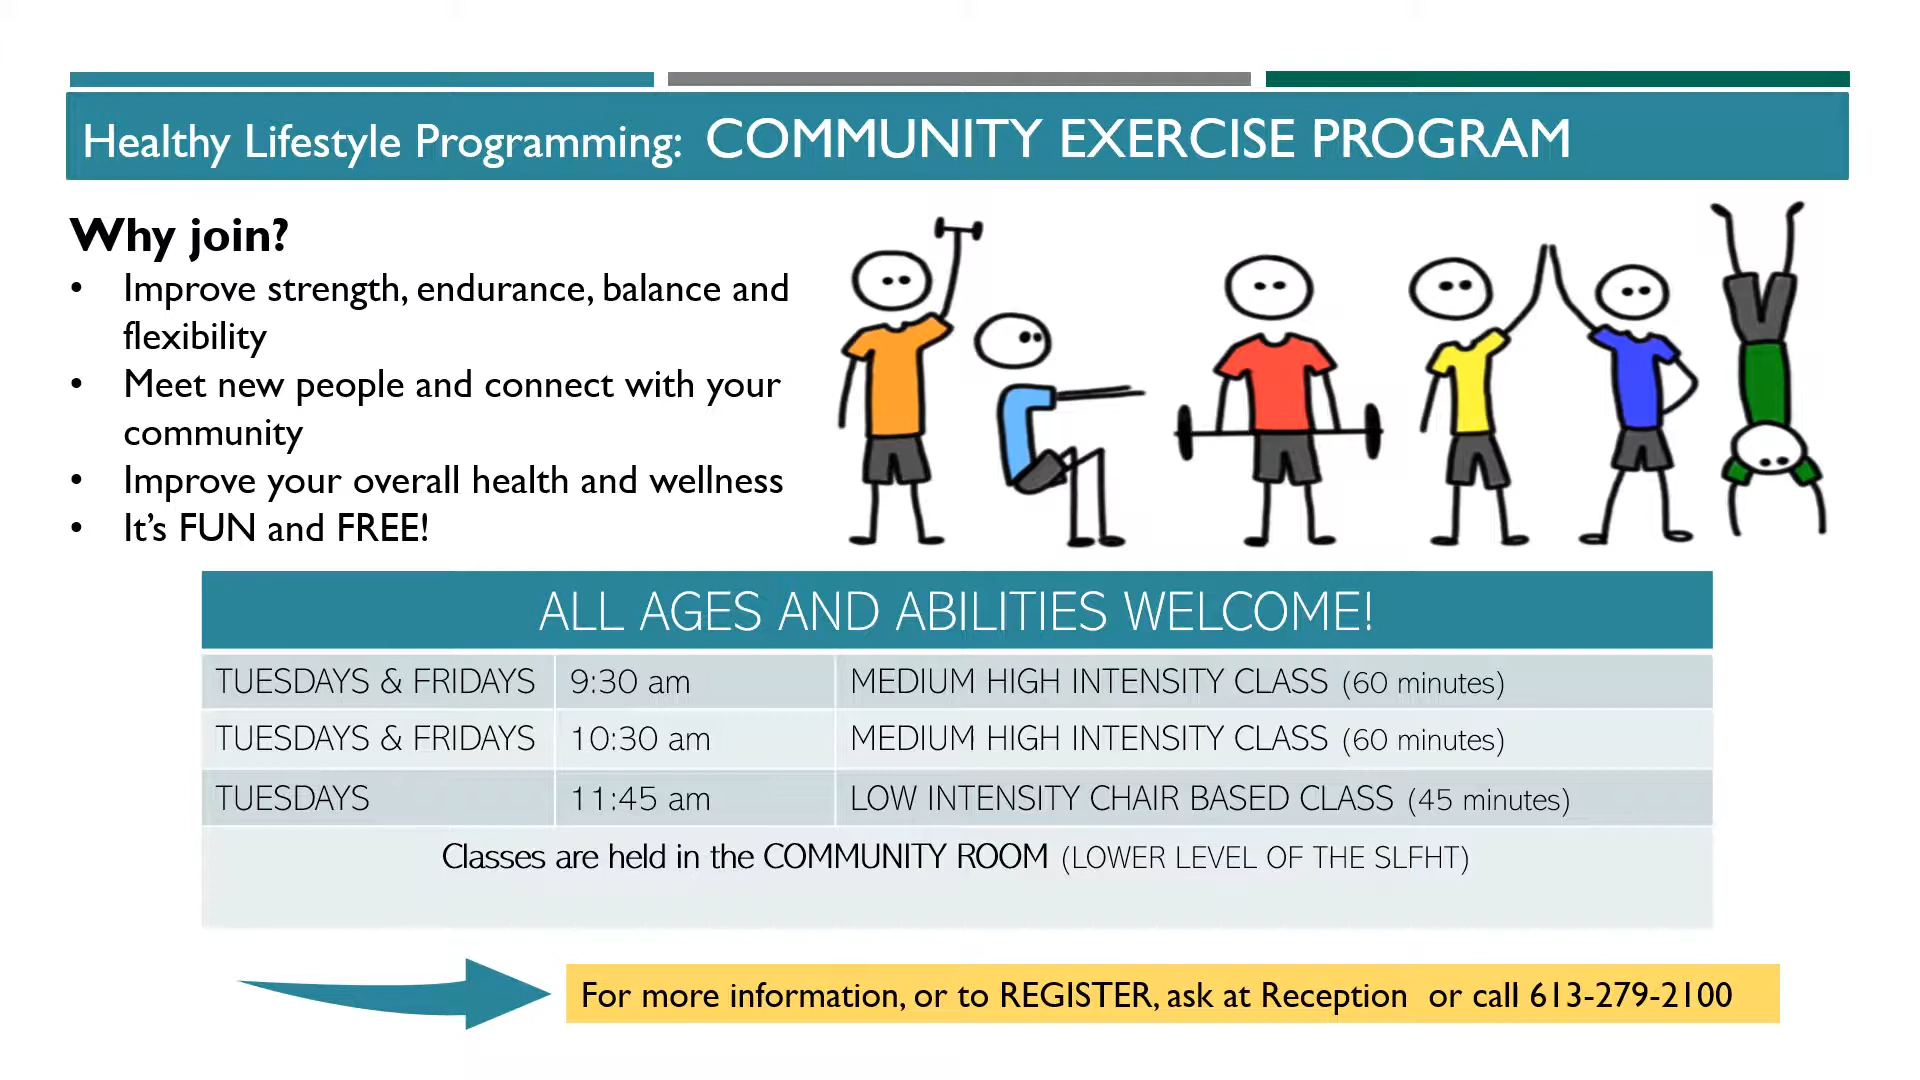 Healthy Lifestyle Programming: COMMUNITY EXERCISE PROGRAM
Why join?
• Improve strength, endurance, balance and
flexibility
• Meet new people and connect with your
community
• Improve your overall health and wellness
• It’s FUN and FREE!
ALL AGES AND ABILITIES WELCOME!
TUESDAYS & FRIDAYS 9:30 am MEDIUM HIGH INTENSITY CLASS (60 minutes)
TUESDAYS & FRIDAYS 10:30 am MEDIUM HIGH INTENSITY CLASS (60 minutes)
TUESDAYS 11:45 am LOW INTENSITY CHAIR BASED CLASS (45 minutes)
Classes are held in the COMMUNITY ROOM (LOWER LEVEL OF THE SLFHT)
For more information, or to REGISTER, ask at Reception or call 613-279-2100